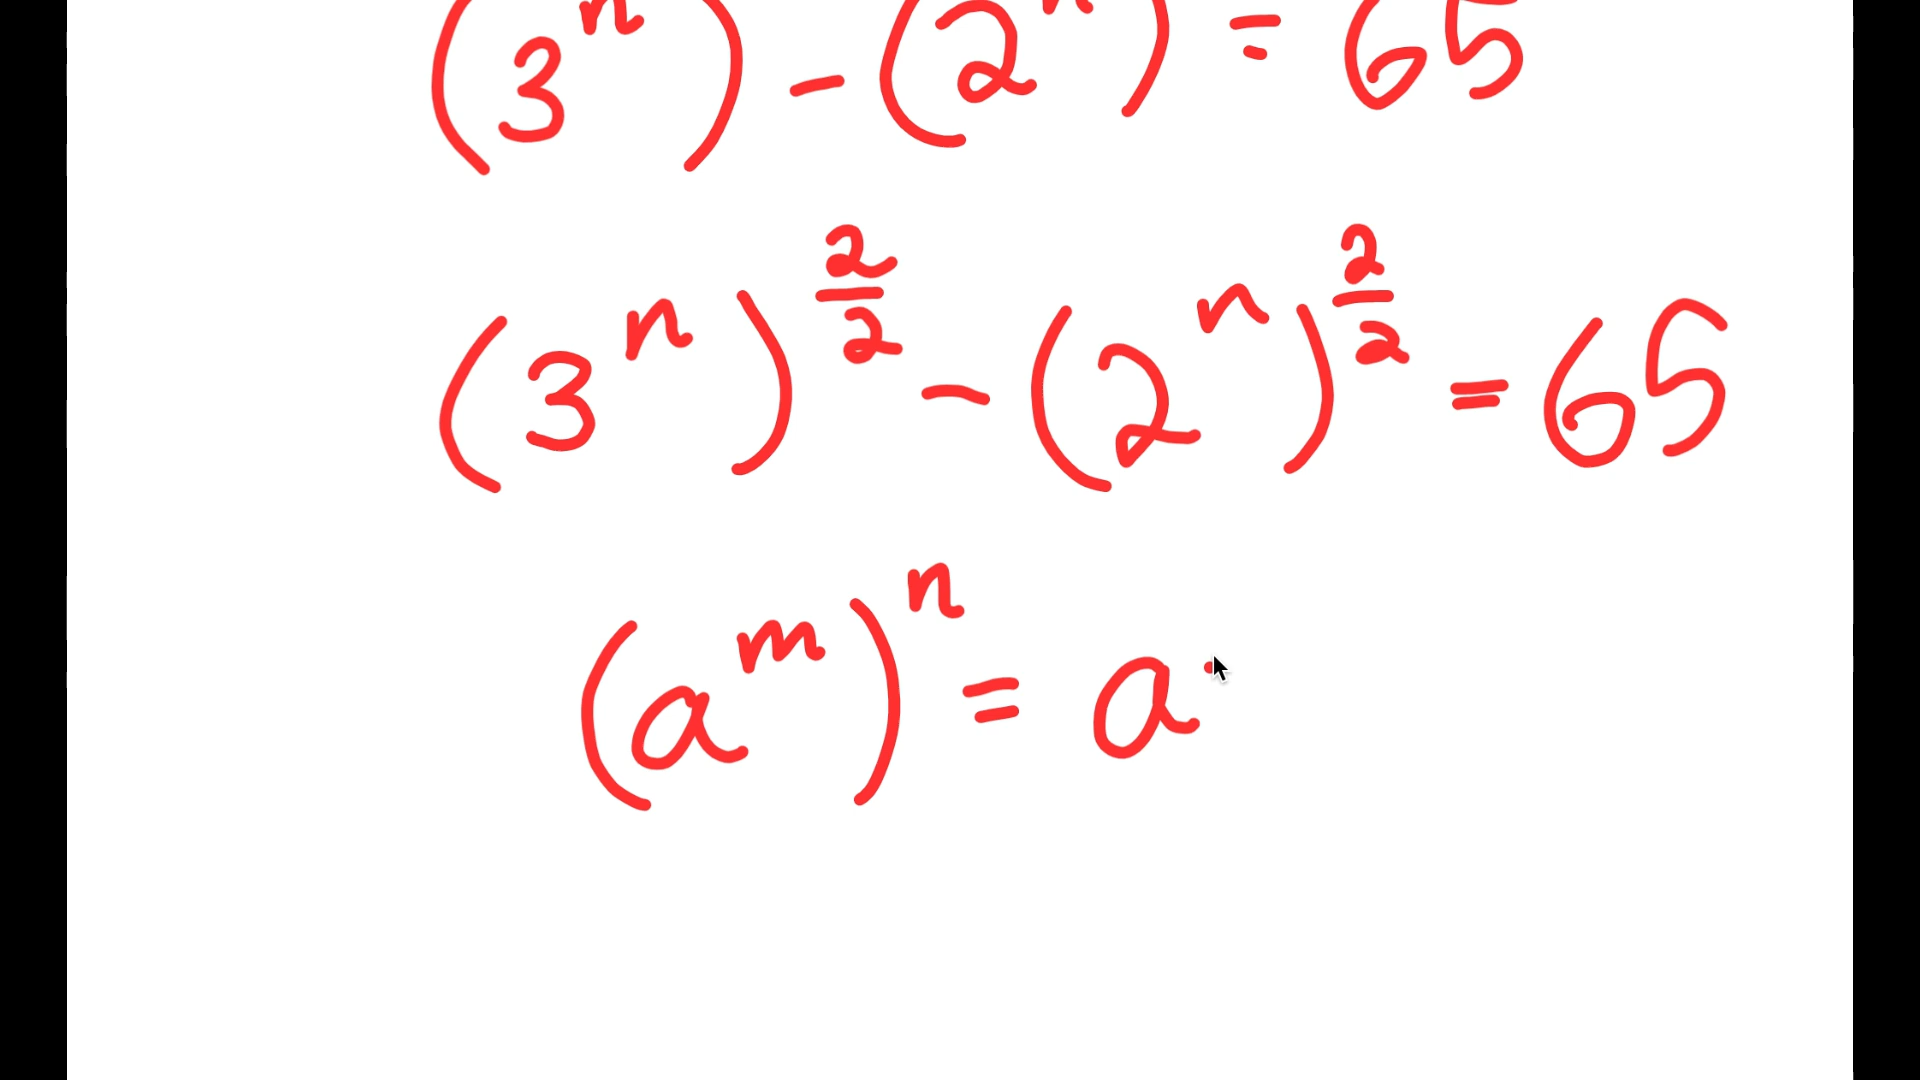 (3^n) - (2^n) = 65
(3^n)^(2/2) - (2^n)^(2/2) = 65
(a^m)^n = a